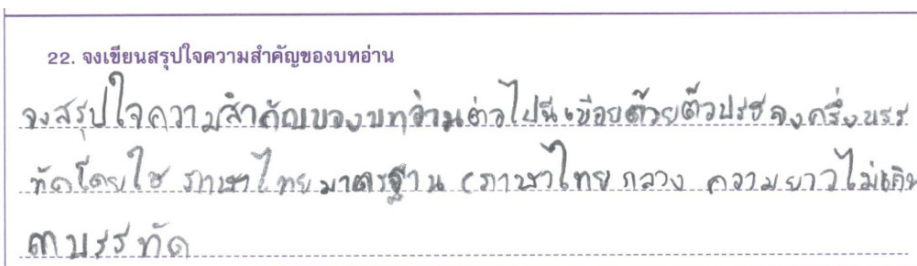 22. จงเขียนสรุปใจความสำคัญของบทอ่าน
จงสรุปใจความสำคัญของบทอ่านต่อไปนี้เขียนด้วยตัวบรรจงครึ่งบรร
ทัดโดยใช้ ภาษาไทยมาตรฐาน (ภาษาไทยกลาง ความยาวไม่เกิน
๓ บรรทัด